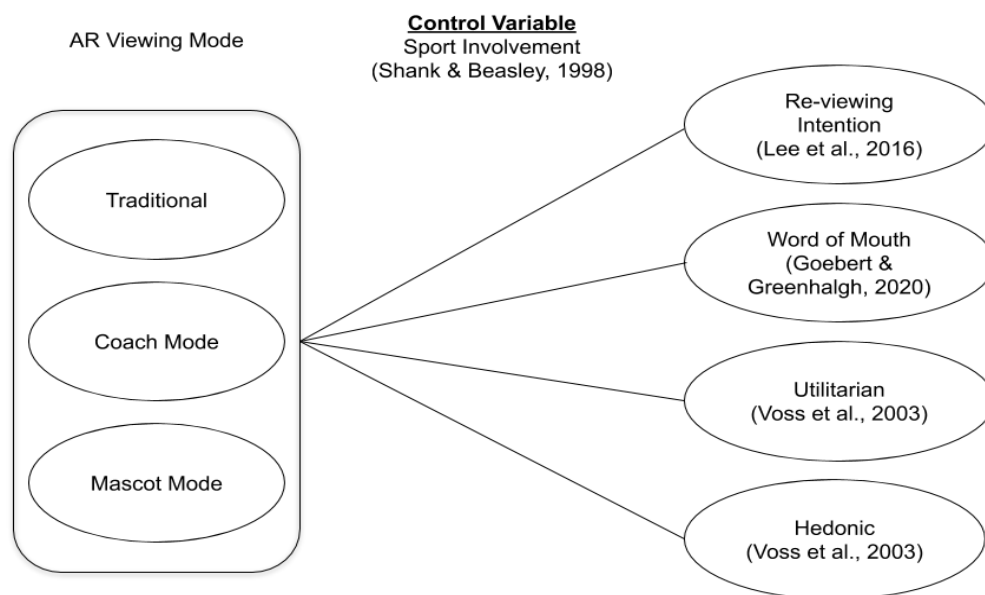 AR Viewing Mode
Control Variable
Sport Involvement
(Shank & Beasley, 1998)
Traditional
Coach Mode
Mascot Mode
Re-viewing
Intention
(Lee et al., 2016)
Word of Mouth
(Goebert &
Greenhalgh, 2020)
Utilitarian
(Voss et al., 2003)
Hedonic
(Voss et al., 2003)